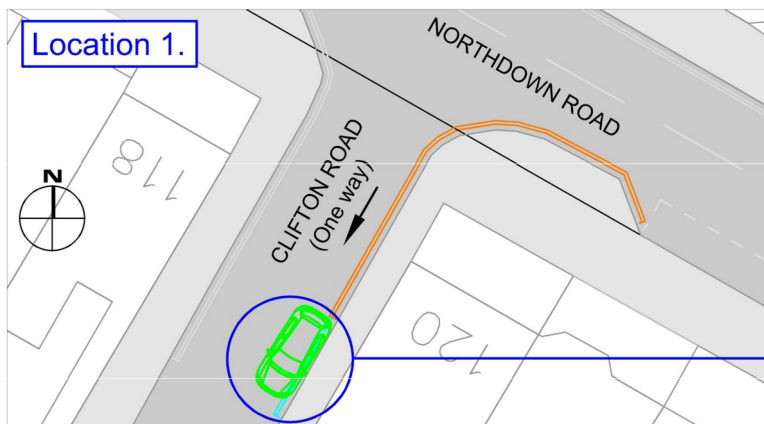 Location 1.
NORTHDOWN ROAD
118
CLIFTON ROAD
(One way)
N
120